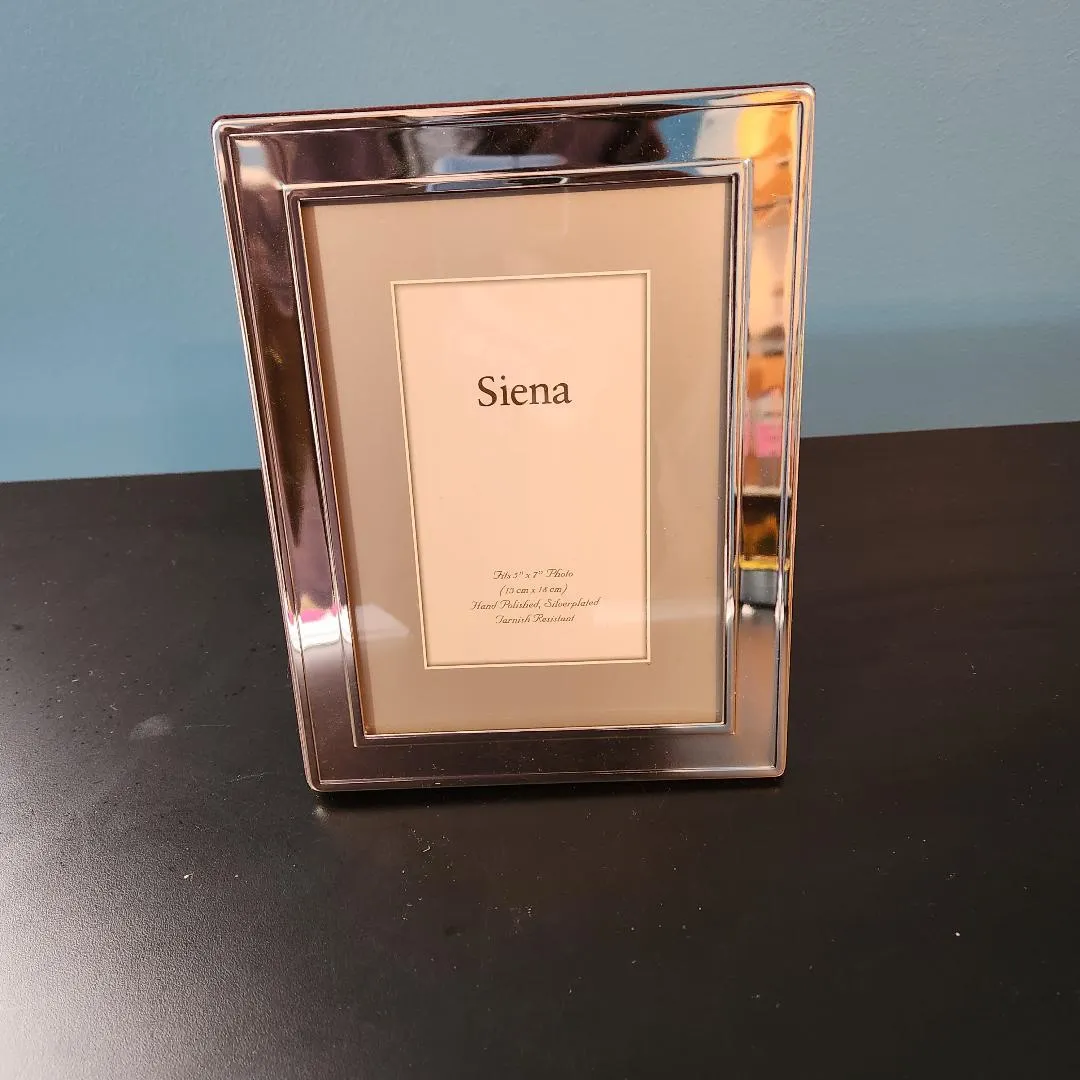 Siena
Fits 5" x 7" Photo
(13 cm x 18 cm)
Hand Polished, Silverplated
Tarnish Resistant